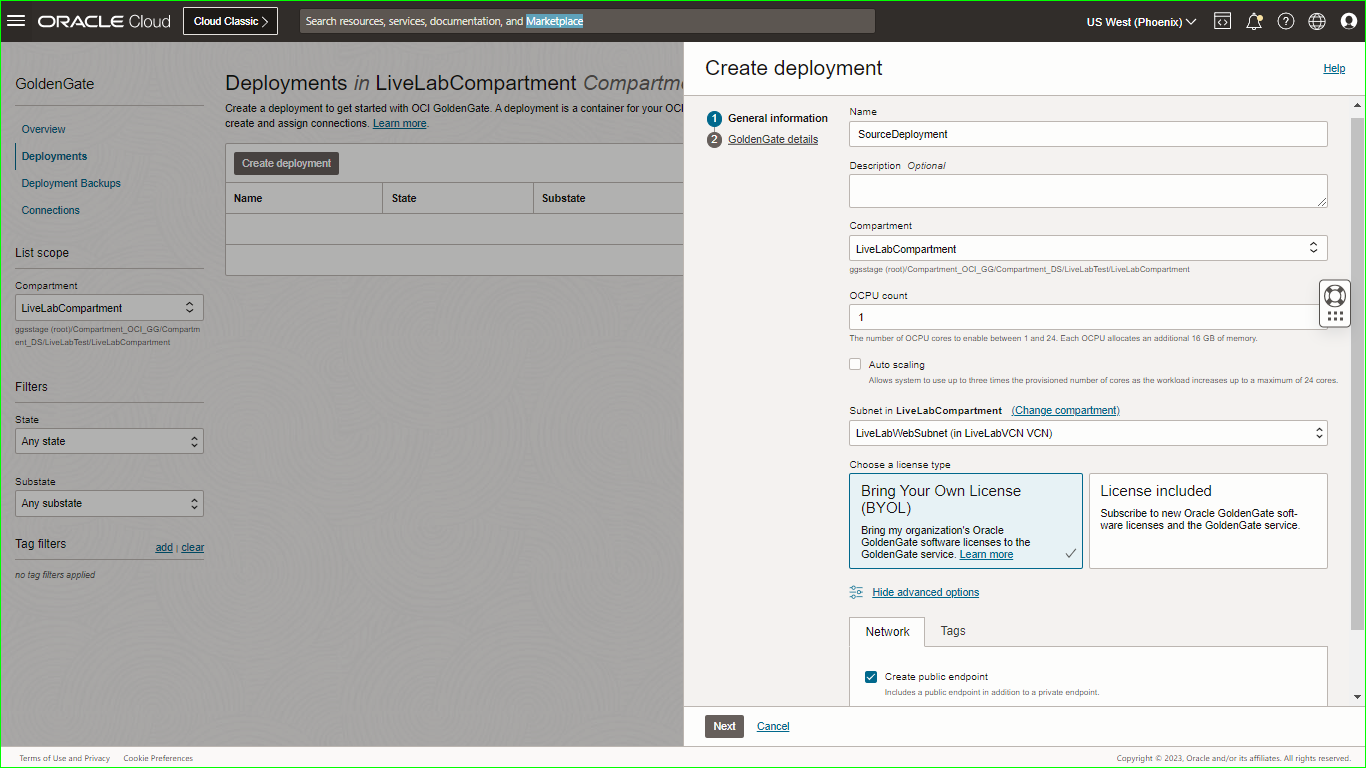 ORACLE Cloud
Cloud Classic
Search resources, services, documentation, and Marketplace
US West (Phoenix)
GoldenGate
Overview
Deployments
Deployment Backups
Connections
List scope
Compartment
LiveLabCompartment
ggsstage (root)/Compartment_OCI_GG/Compartm
ent_DS/LiveLabTest/LiveLabCompartment
Filters
State
Any state
Substate
Any substate
Tag filters
add | clear
no tag filters applied
Deployments in LiveLabCompartment Compartme
Create a deployment to get started with OCI GoldenGate. A deployment is a container for your OCI
create and assign connections. Learn more.
Create deployment
Name State Substate
Create deployment
Help
1 General information
2 GoldenGate details
Name
SourceDeployment
Description Optional
Compartment
LiveLabCompartment
ggsstage (root)/Compartment_OCI_GG/Compartment_DS/LiveLabTest/LiveLabCompartment
OCPU count
1
The number of OCPU cores to enable between 1 and 24. Each OCPU allocates an additional 16 GB of memory.
Auto scaling
Allows system to use up to three times the provisioned number of cores as the workload increases up to a maximum of 24 cores.
Subnet in LiveLabCompartment (Change compartment)
LiveLabWebSubnet (in LiveLabVCN VCN)
Choose a license type
Bring Your Own License
(BYOL)
Bring my organization's Oracle
GoldenGate software licenses to the
GoldenGate service. Learn more
License included
Subscribe to new Oracle GoldenGate soft-
ware licenses and the GoldenGate service.
Hide advanced options
Network Tags
Create public endpoint
Includes a public endpoint in addition to a private endpoint.
Next Cancel
Terms of Use and Privacy Cookie Preferences
Copyright © 2023, Oracle and/or its affiliates. All rights reserved.